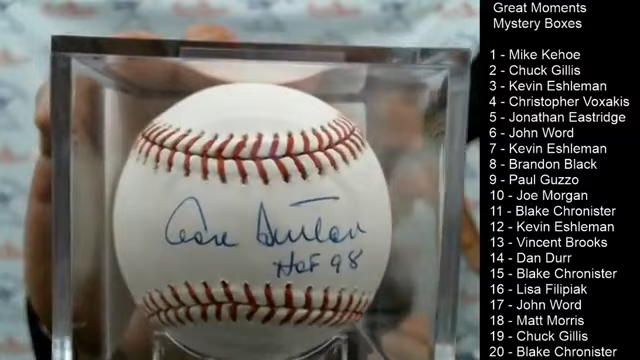 Don Sutton
HOF 98
Great Moments
Mystery Boxes
1 - Mike Kehoe
2 - Chuck Gillis
3 - Kevin Eshleman
4 - Christopher Voxakis
5 - Jonathan Eastridge
6 - John Word
7 - Kevin Eshleman
8 - Brandon Black
9 - Paul Guzzo
10 - Joe Morgan
11 - Blake Chronister
12 - Kevin Eshleman
13 - Vincent Brooks
14 - Dan Durr
15 - Blake Chronister
16 - Lisa Filipiak
17 - John Word
18 - Matt Morris
19 - Chuck Gillis
20 - Blake Chronister